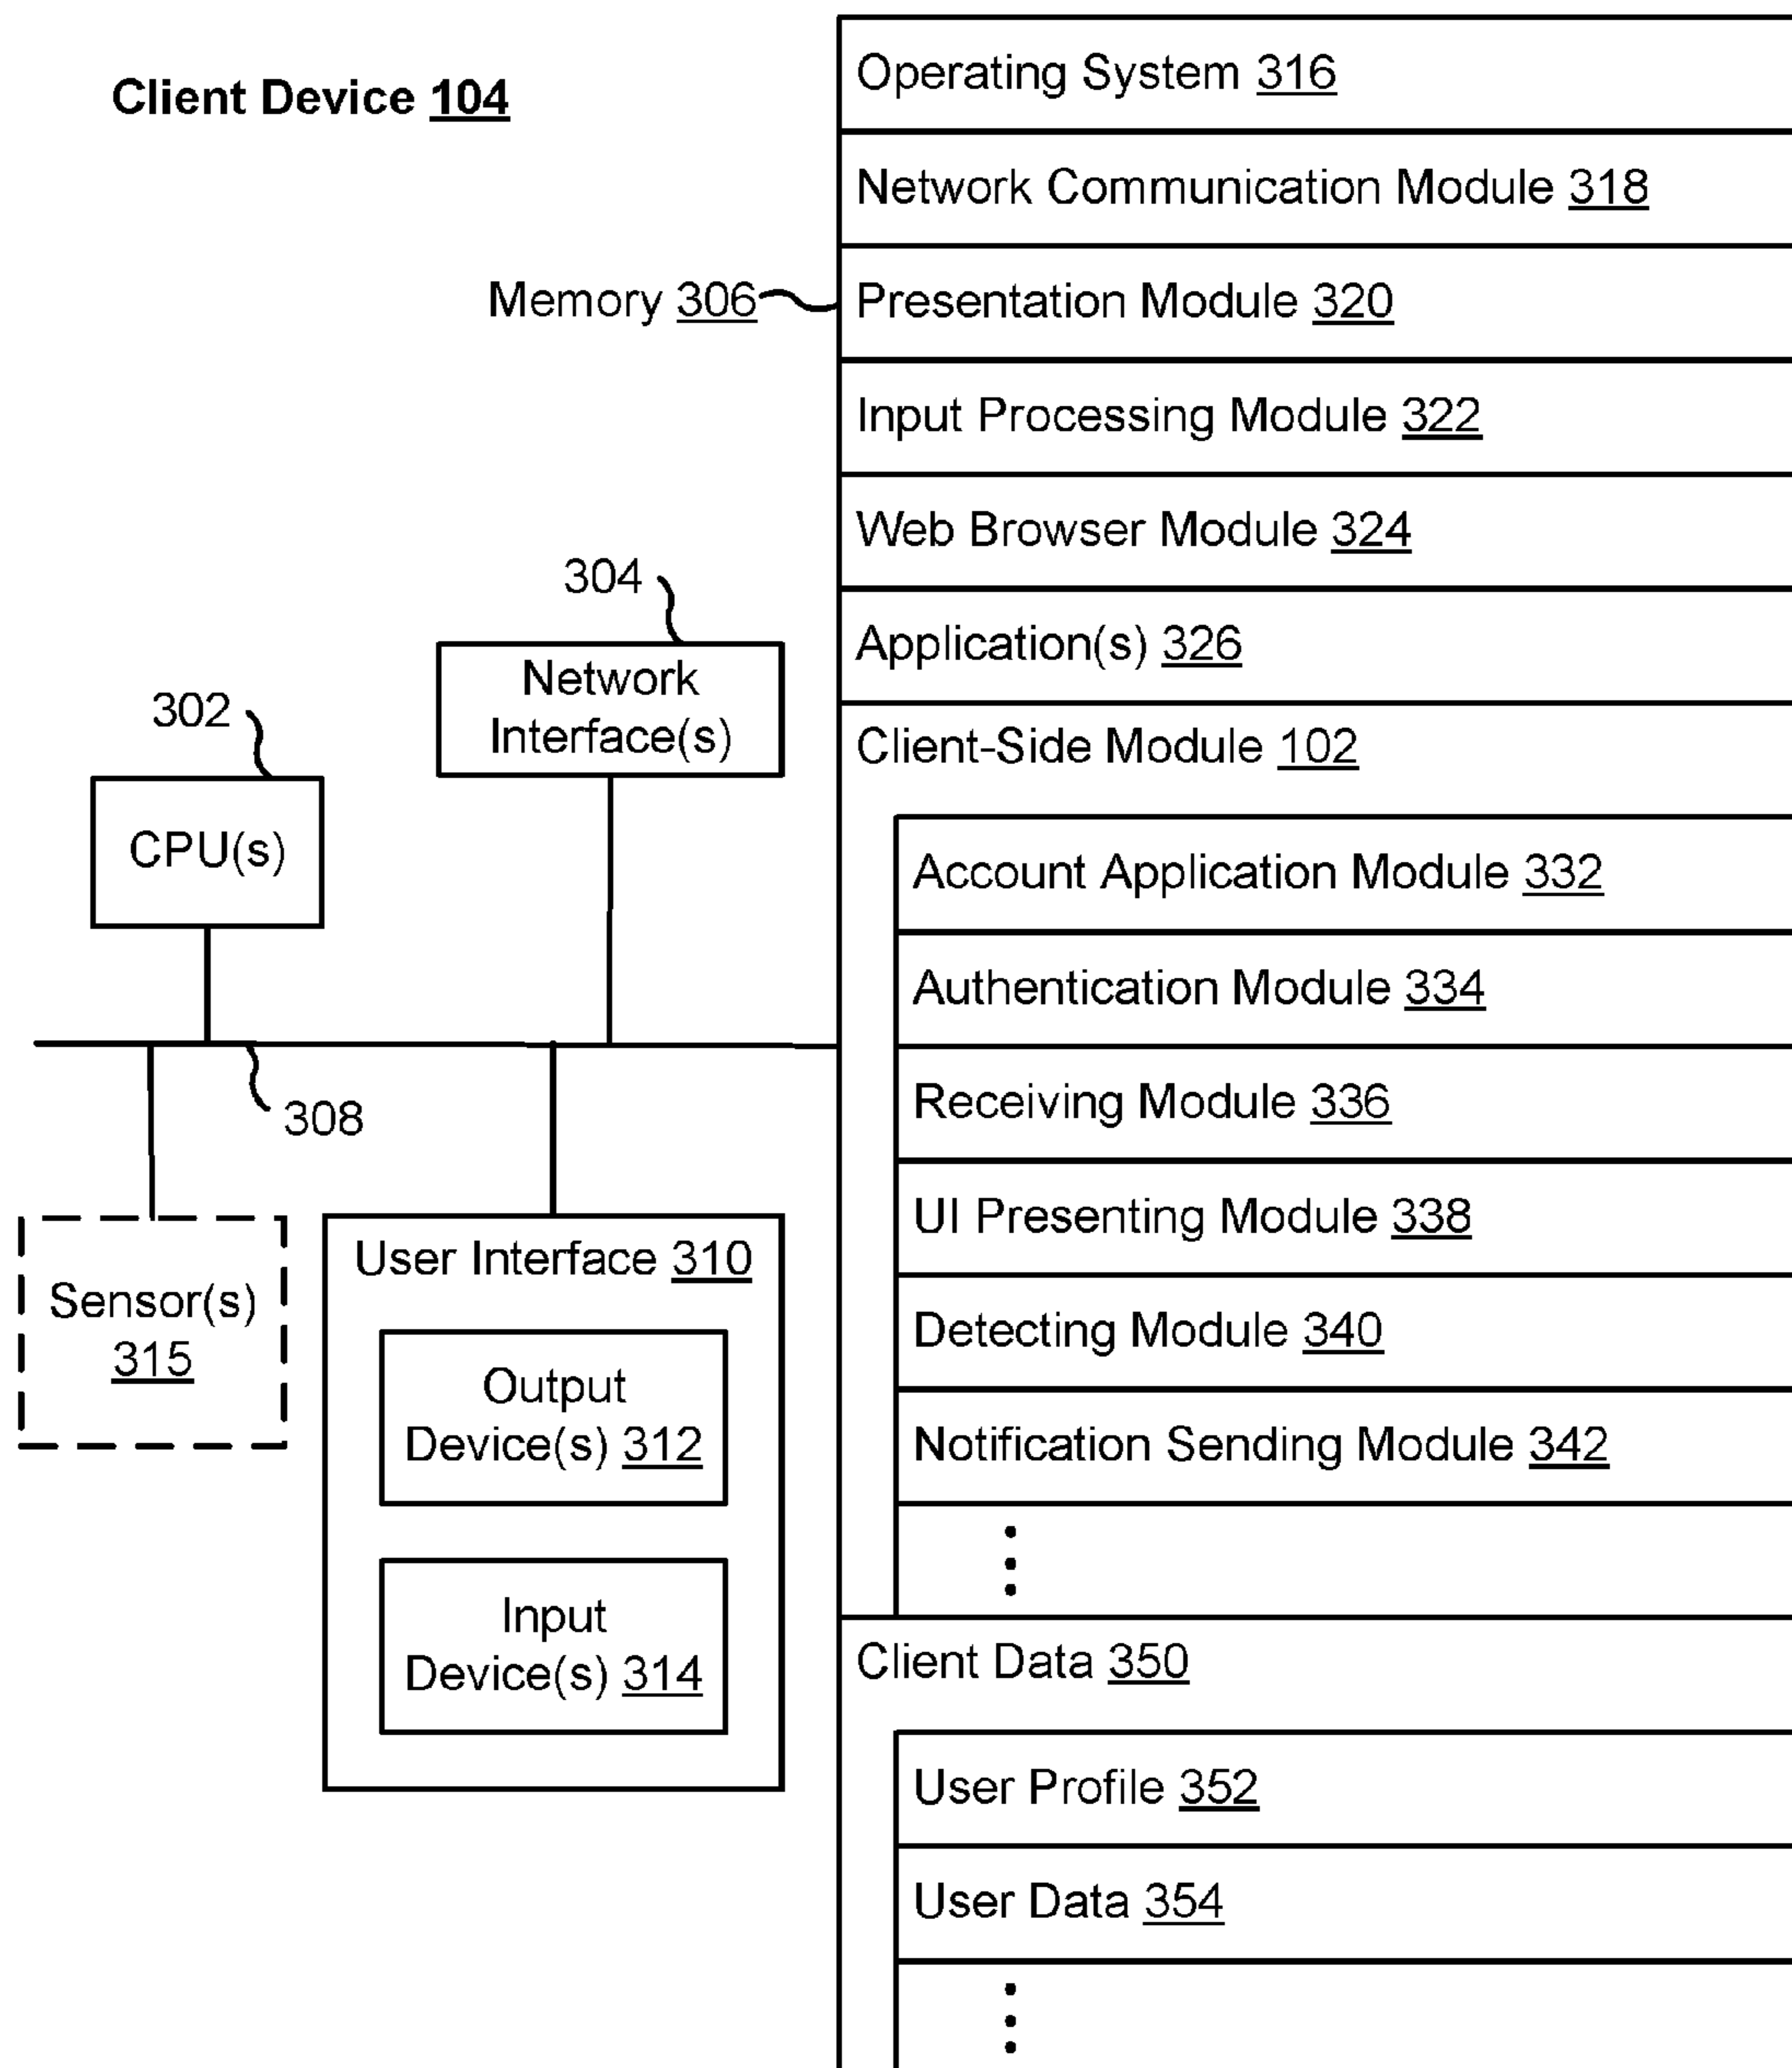 Client Device 104
Operating System 316
Network Communication Module 318
Memory 306
Presentation Module 320
Input Processing Module 322
Web Browser Module 324
Application(s) 326
Client-Side Module 102
Account Application Module 332
Authentication Module 334
Receiving Module 336
UI Presenting Module 338
Detecting Module 340
Notification Sending Module 342
Client Data 350
User Profile 352
User Data 354
304
Network
Interface(s)
302
CPU(s)
308
Sensor(s)
315
User Interface 310
Output
Device(s) 312
Input
Device(s) 314